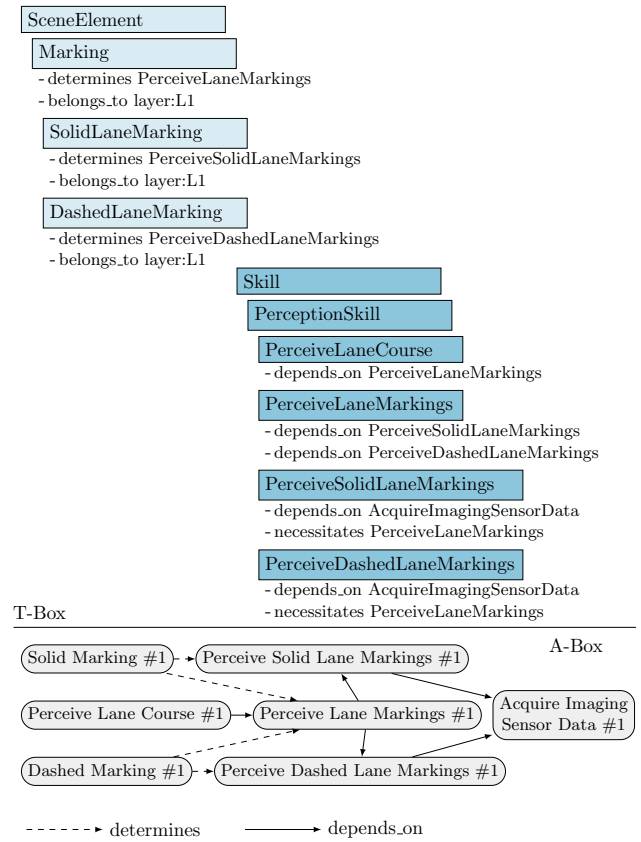 SceneElement
Marking
- determines PerceiveLaneMarkings
- belongs_to layer:L1
SolidLaneMarking
- determines PerceiveSolidLaneMarkings
- belongs_to layer:L1
DashedLaneMarking
- determines PerceiveDashedLaneMarkings
- belongs_to layer:L1
Skill
PerceptionSkill
PerceiveLaneCourse
- depends_on PerceiveLaneMarkings
PerceiveLaneMarkings
- depends_on PerceiveSolidLaneMarkings
- depends_on PerceiveDashedLaneMarkings
PerceiveSolidLaneMarkings
- depends_on AcquireImagingSensorData
- necessitates PerceiveLaneMarkings
PerceiveDashedLaneMarkings
- depends_on AcquireImagingSensorData
- necessitates PerceiveLaneMarkings
T-Box
A-Box
Solid Marking #1
Perceive Solid Lane Markings #1
Perceive Lane Course #1
Perceive Lane Markings #1
Acquire Imaging
Sensor Data #1
Dashed Marking #1
Perceive Dashed Lane Markings #1
determines
depends_on